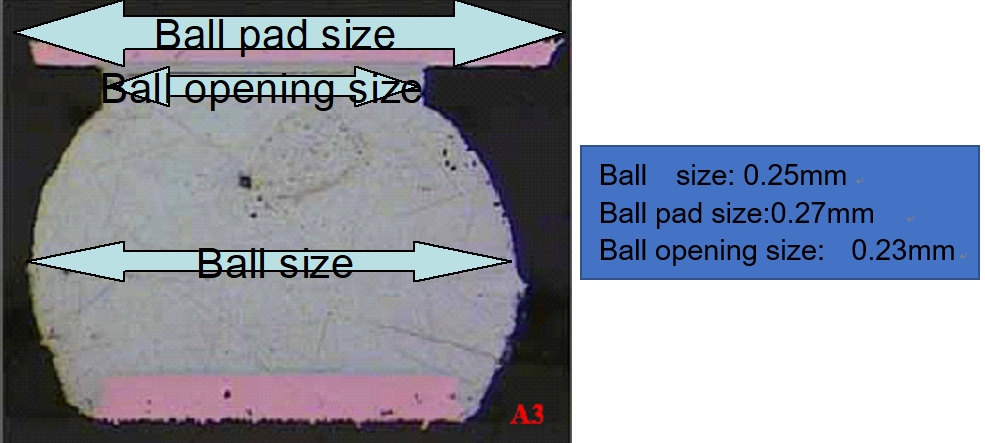 Ball pad size
Ball opening size
Ball size
A3
Ball size: 0.25mm
Ball pad size:0.27mm
Ball opening size: 0.23mm